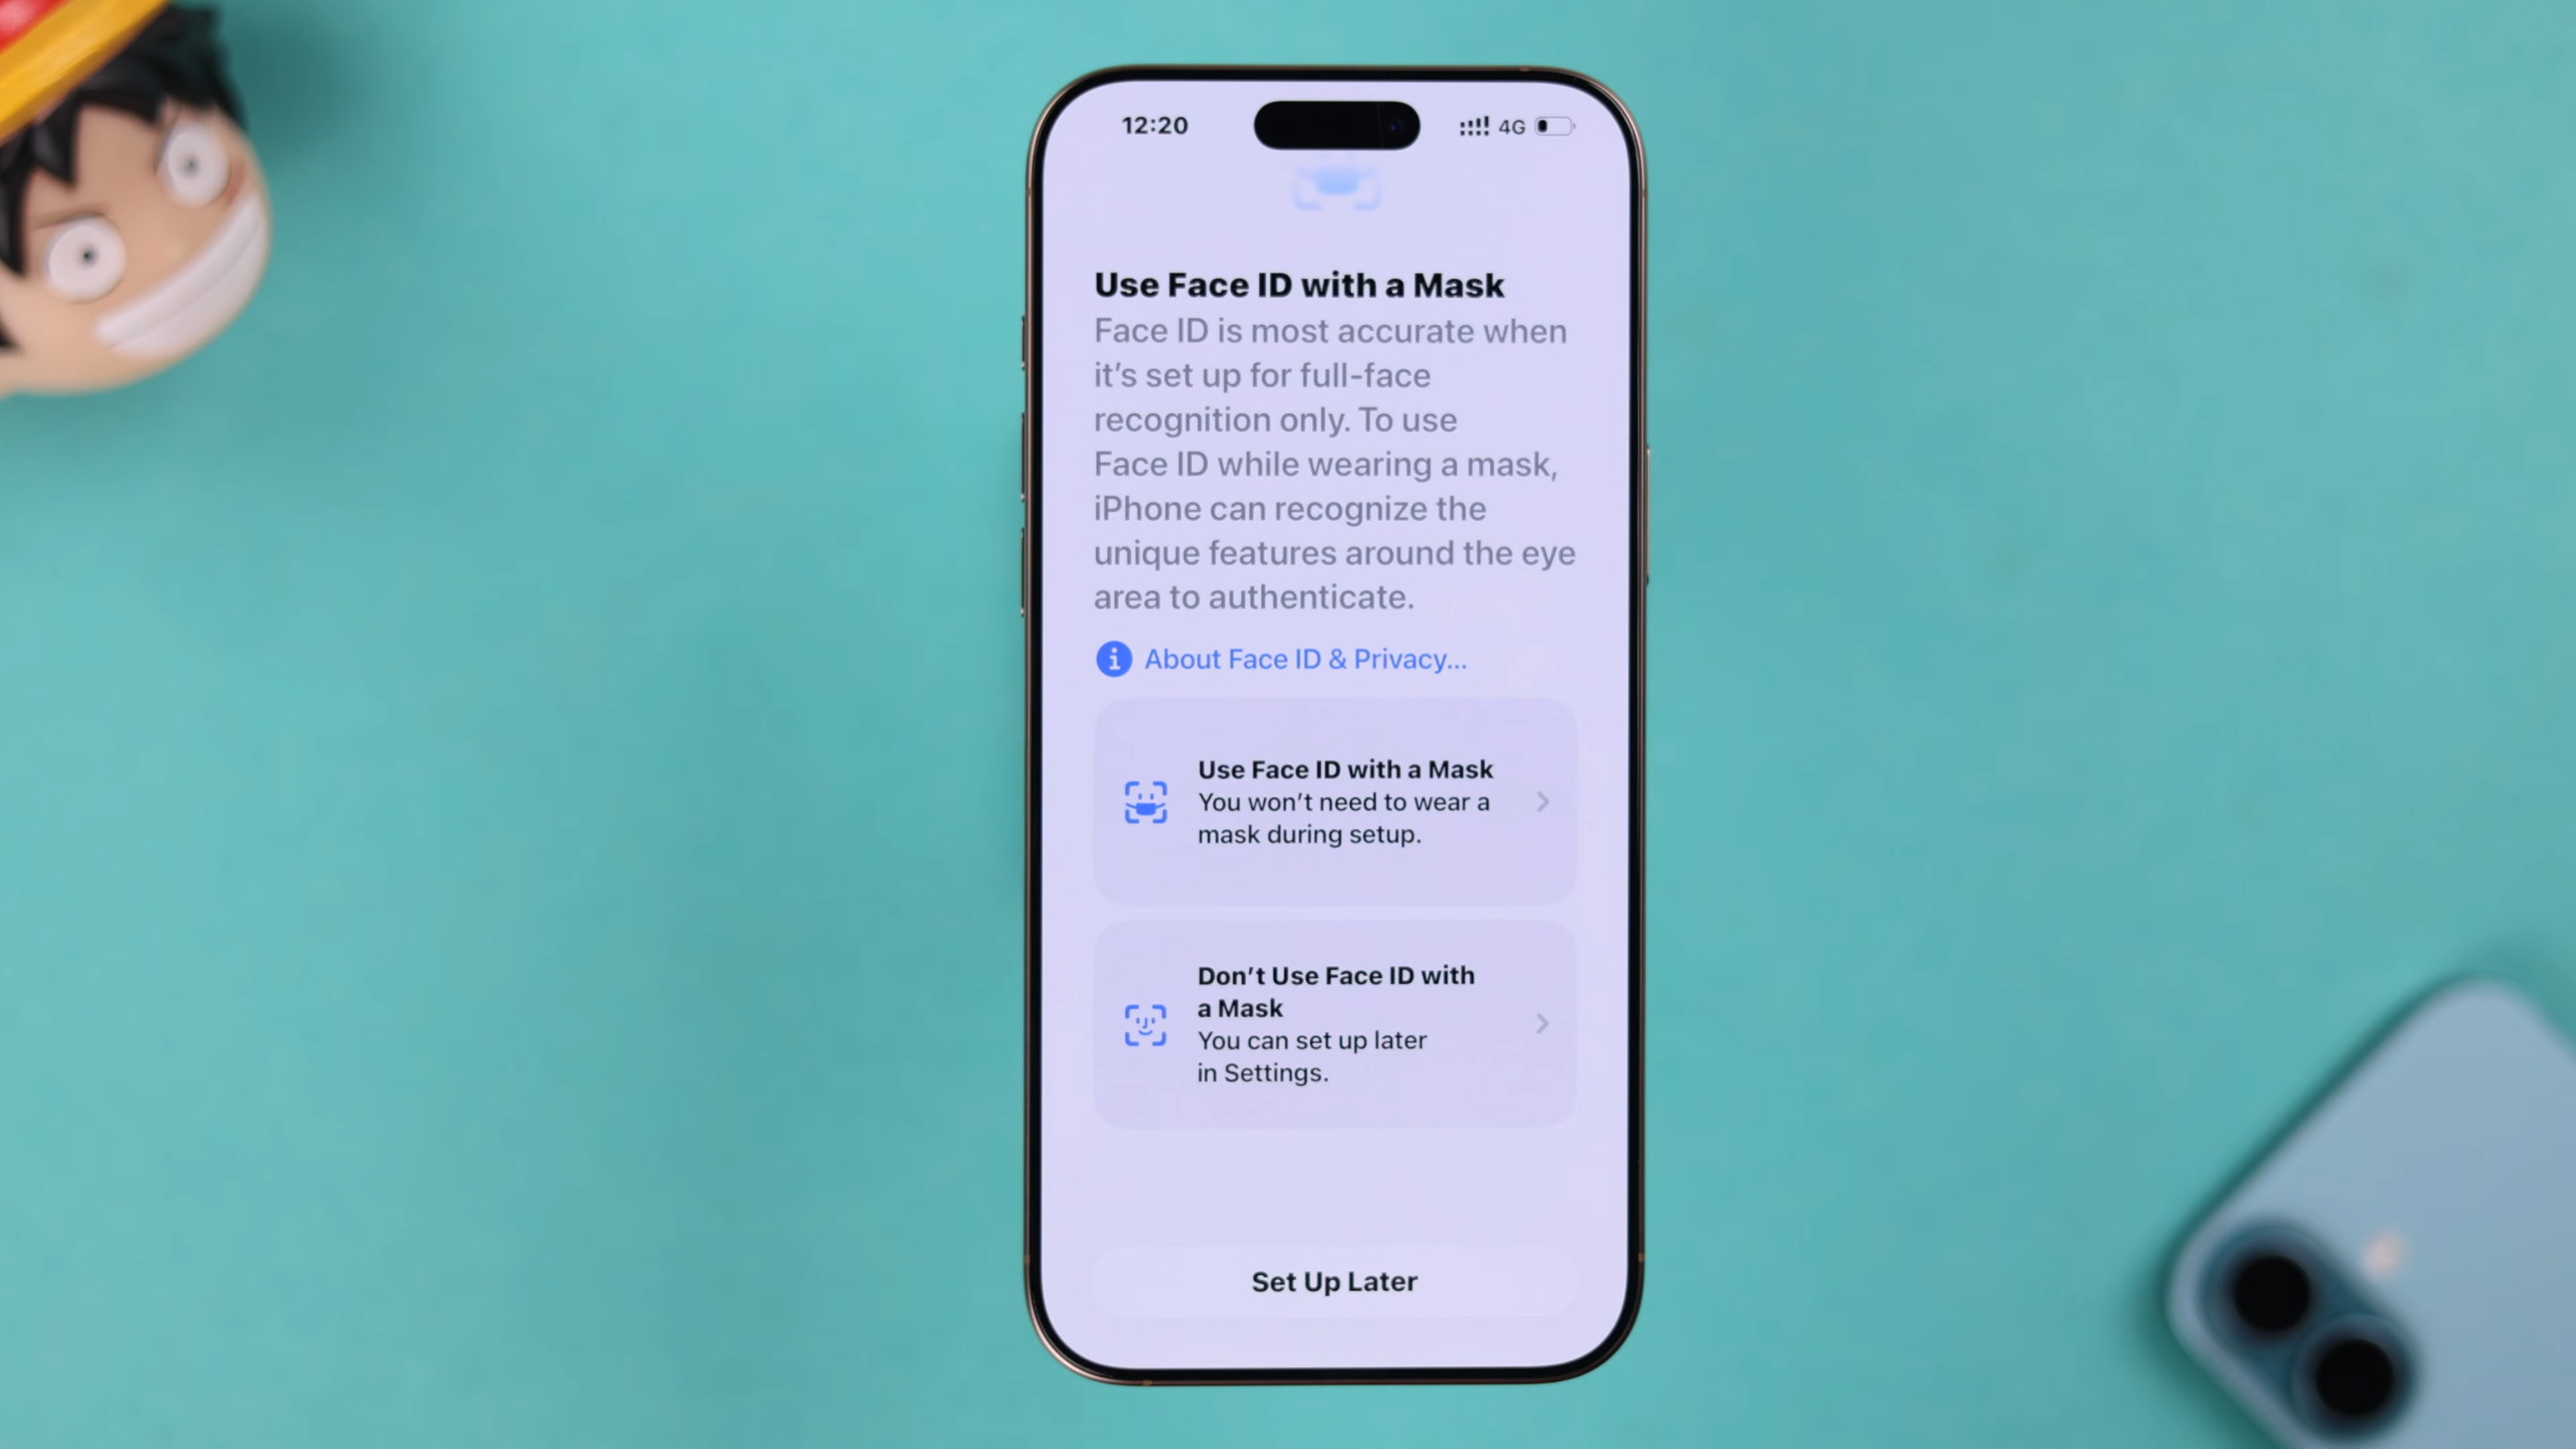 12:20
4G
Use Face ID with a Mask
Face ID is most accurate when
it’s set up for full-face
recognition only. To use
Face ID while wearing a mask,
iPhone can recognize the
unique features around the eye
area to authenticate.
About Face ID & Privacy...
Use Face ID with a Mask
You won’t need to wear a
mask during setup.
Don’t Use Face ID with
a Mask
You can set up later
in Settings.
Set Up Later